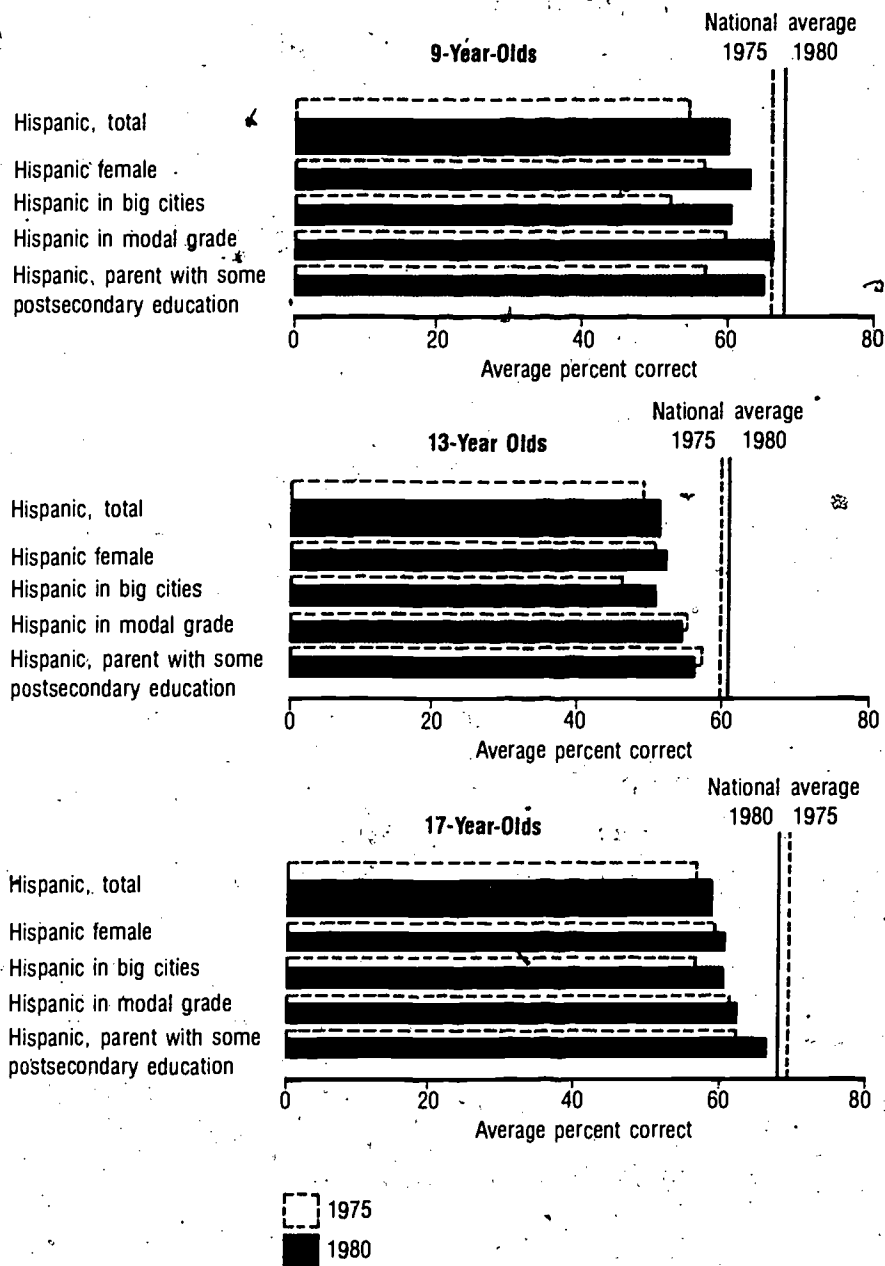 National average
9-Year-Olds
1975 1980
Hispanic, total
Hispanic female
Hispanic in big cities
Hispanic in modal grade
Hispanic, parent with some
postsecondary education
0 20 40 60 80
Average percent correct
National average
13-Year Olds
1975 1980
Hispanic, total
Hispanic female
Hispanic in big cities
Hispanic in modal grade
Hispanic, parent with some
postsecondary education
0 20 40 60 80
Average percent correct
National average
1980 1975
17-Year-Olds
Hispanic, total
Hispanic female
Hispanic in big cities
Hispanic in modal grade
Hispanic, parent with some
postsecondary education
0 20 40 60 80
Average percent correct
1975
1980